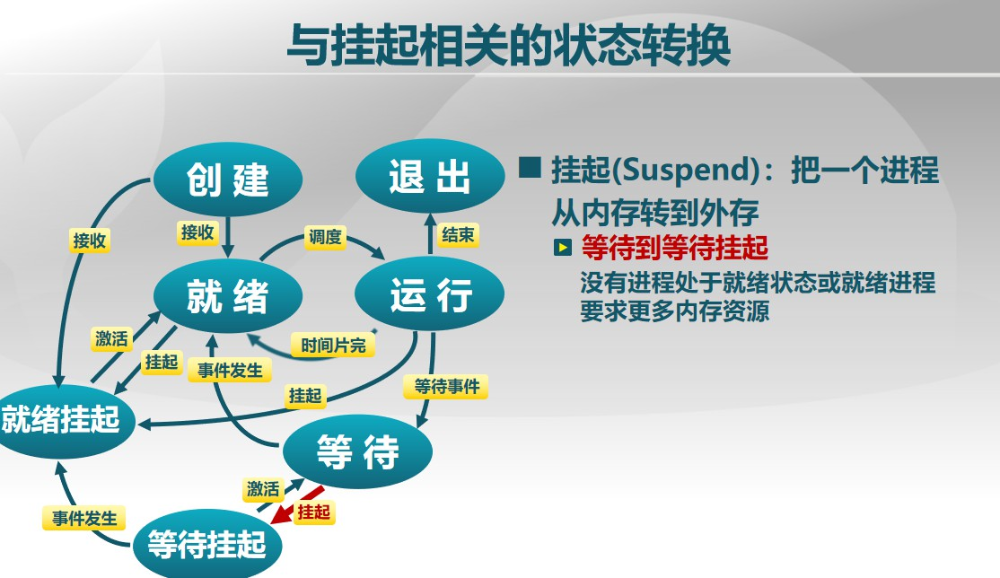 与挂起相关的状态转换
创 建
退 出
挂起(Suspend)：把一个进程
从内存转到外存
接收
接收
调度
结束
等待到等待挂起
没有进程处于就绪状态或就绪进程
要求更多内存资源
就 绪
运 行
激活
挂起
时间片完
事件发生
挂起
等待事件
就绪挂起
等 待
激活
挂起
事件发生
等待挂起